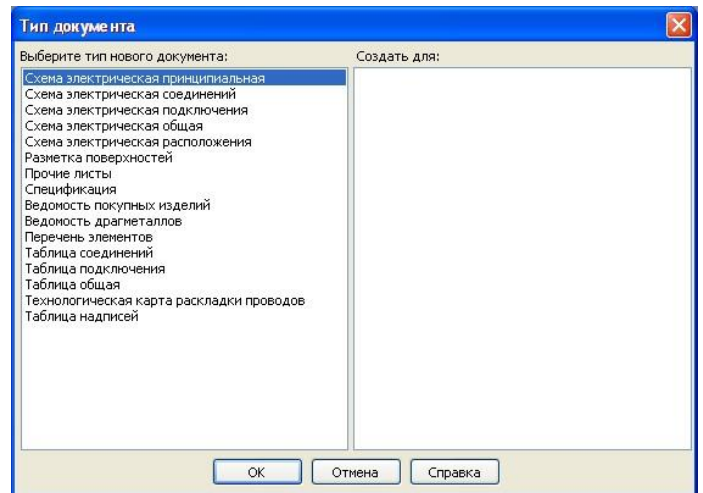 Тип документа
Выберите тип нового документа:
Создать для:
Схема электрическая принципиальная
Схема электрическая соединений
Схема электрическая подключения
Схема электрическая общая
Схема электрическая расположения
Разметка поверхностей
Прочие листы
Спецификация
Ведомость покупных изделий
Ведомость драгметаллов
Перечень элементов
Таблица соединений
Таблица подключения
Таблица общая
Технологическая карта раскладки проводов
Таблица надписей
ОК
Отмена
Справка